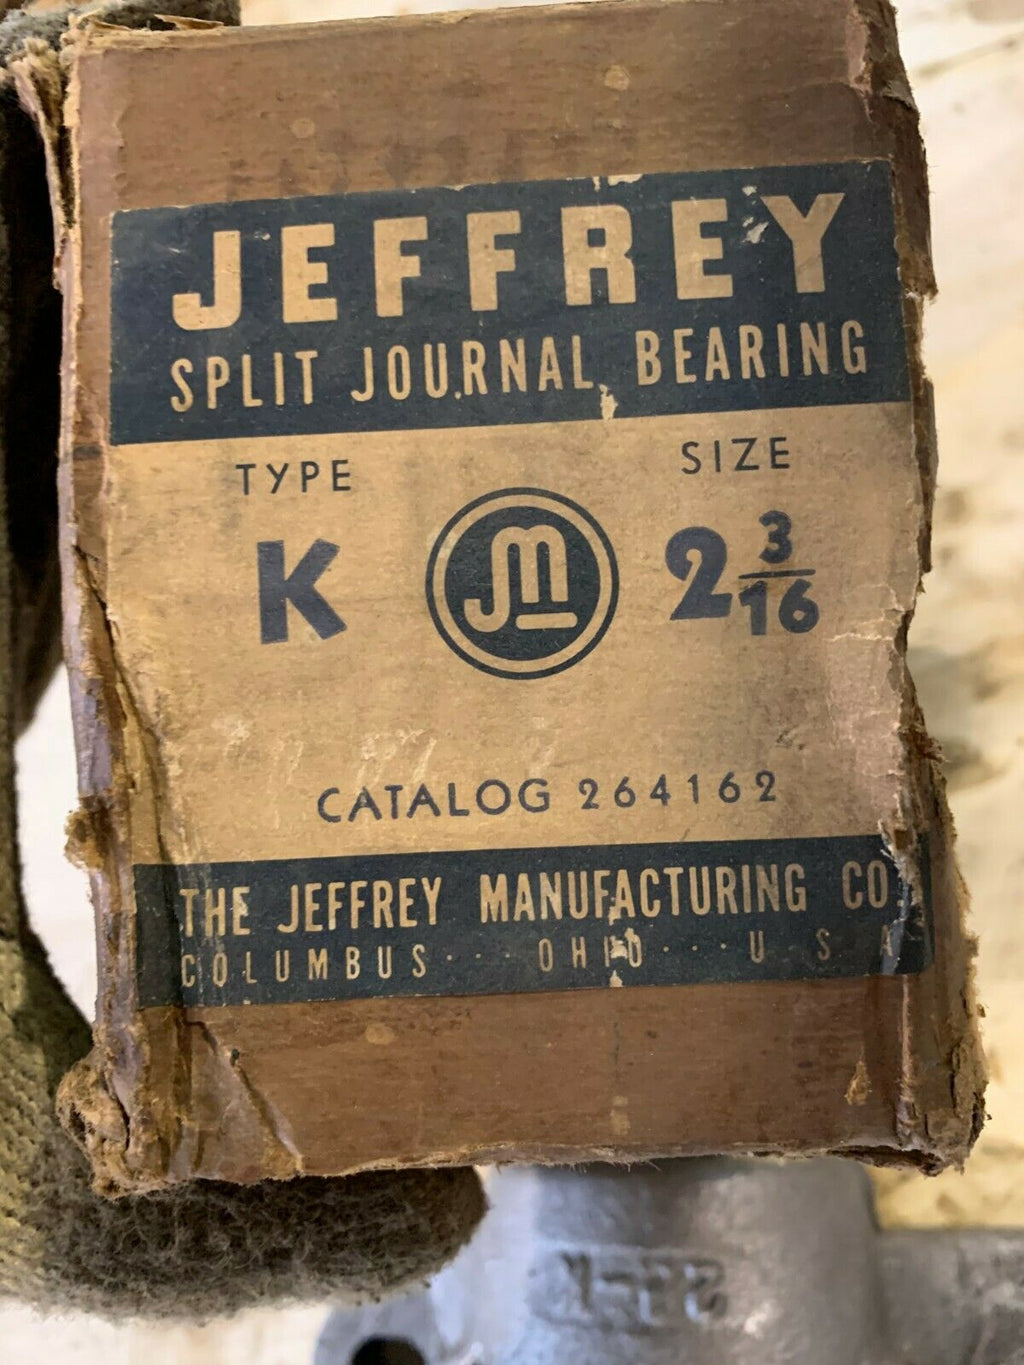 JEFFREY
SPLIT JOURNAL BEARING
TYPE
SIZE
K
JM
2 3/16
CATALOG 264162
THE JEFFREY MANUFACTURING CO.
COLUMBUS··· OHIO··· U S A